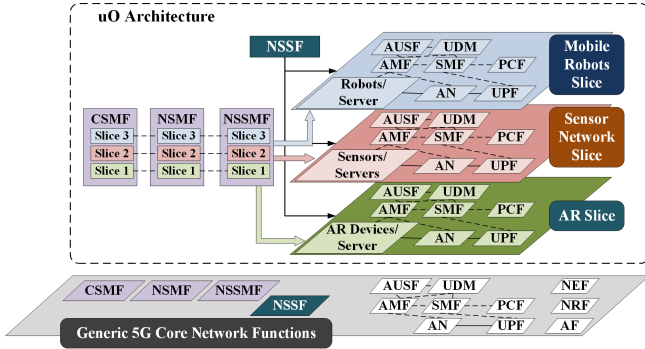 uO Architecture
NSSF
AUSF UDM
AMF SMF PCF
Robots/
Server
AN UPF
Mobile
Robots
Slice
CSMF NSMF NSSMF
Slice 3 Slice 3 Slice 3
Slice 2 Slice 2 Slice 2
Slice 1 Slice 1 Slice 1
AUSF UDM
AMF SMF PCF
Sensors/
Servers
AN UPF
Sensor
Network
Slice
AUSF UDM
AMF SMF PCF
AR Devices/
Server
AN UPF
AR Slice
CSMF NSMF NSSMF
NSSF
AUSF UDM NEF
AMF SMF PCF NRF
AN UPF AF
Generic 5G Core Network Functions